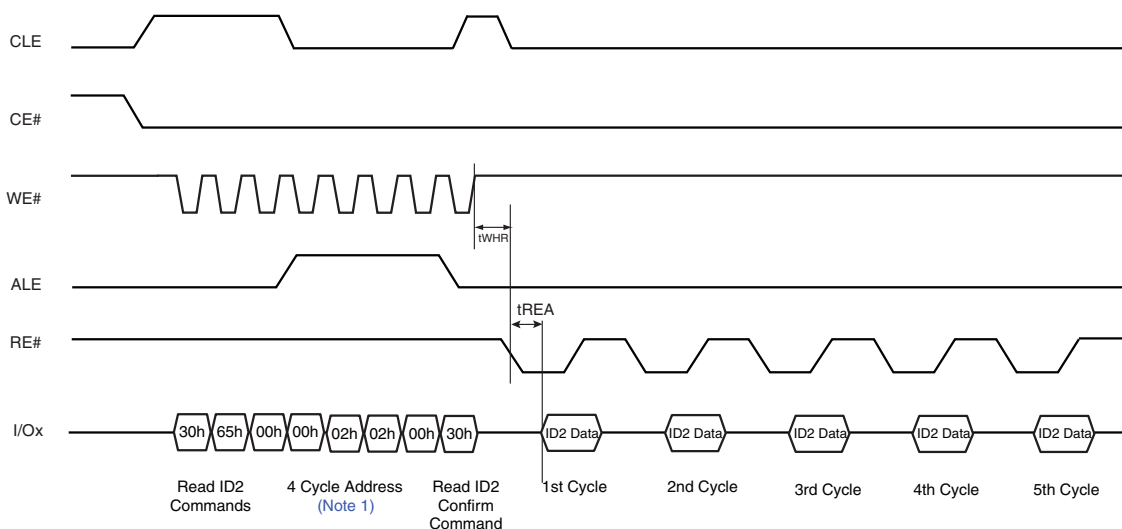 CLE
CE#
WE#
tWHR
ALE
tREA
RE#
I/Ox
30h 65h 00h 00h 02h 02h 00h 30h ID2 Data ID2 Data ID2 Data ID2 Data ID2 Data
Read ID2
Commands
4 Cycle Address
(Note 1)
Read ID2
Confirm
Command
1st Cycle
2nd Cycle
3rd Cycle
4th Cycle
5th Cycle